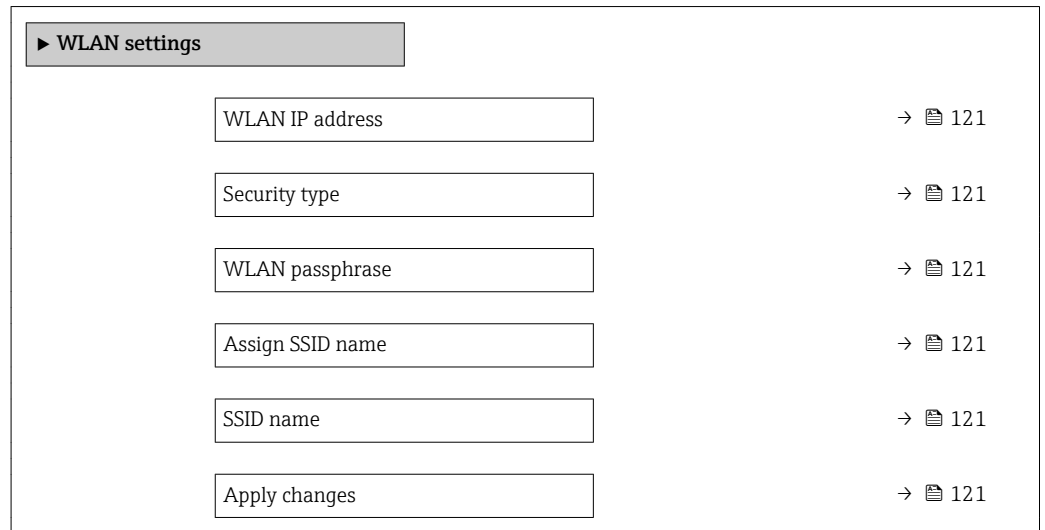 ▶ WLAN settings
WLAN IP address → 🖹 121
Security type → 🖹 121
WLAN passphrase → 🖹 121
Assign SSID name → 🖹 121
SSID name → 🖹 121
Apply changes → 🖹 121